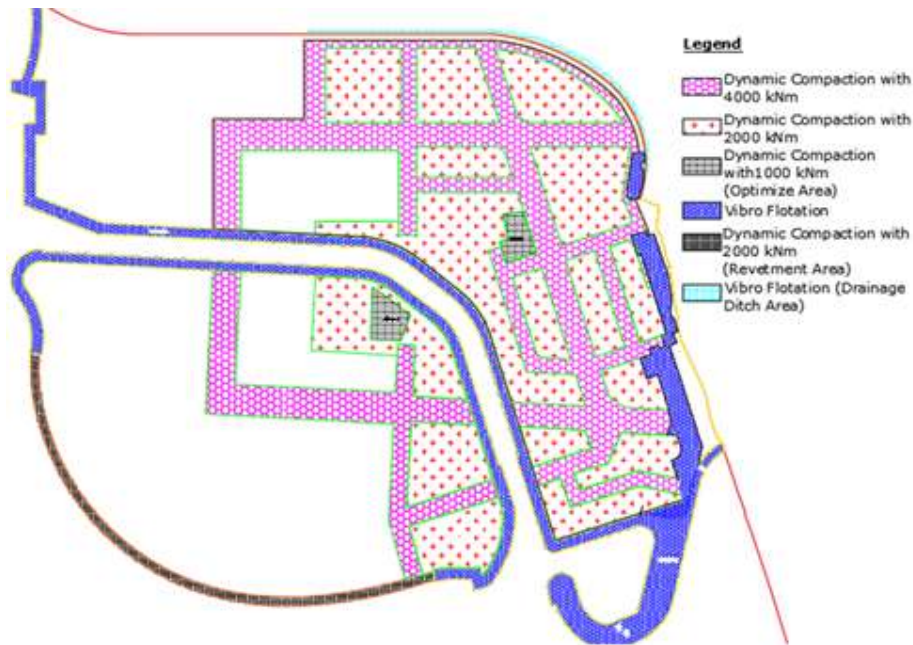 Legend
Dynamic Compaction with
4000 kNm
Dynamic Compaction with
2000 kNm
Dynamic Compaction
with1000 kNm
(Optimize Area)
Vibro Flotation
Dynamic Compaction with
2000 kNm
(Revetment Area)
Vibro Flotation (Drainage
Ditch Area)